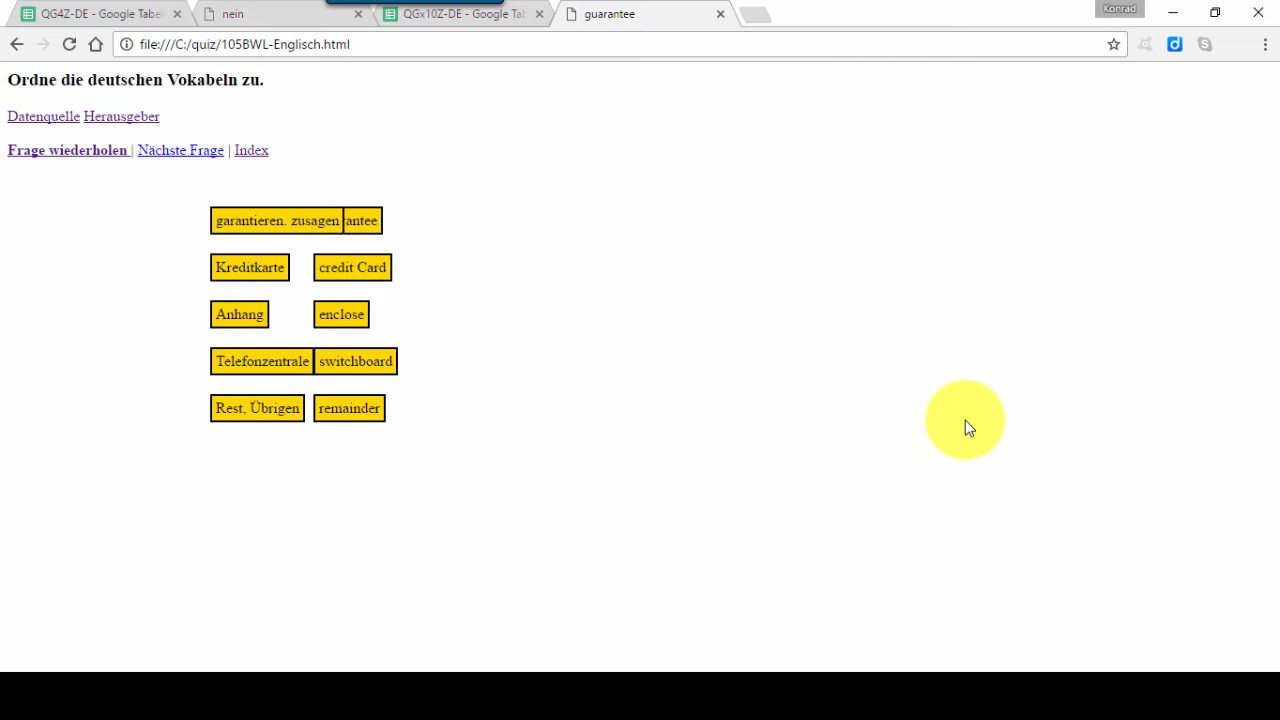 QG4Z-DE - Google Tabel
nein
QGx10Z-DE - Google Tab
guarantee
Konrad
file:///C:/quiz/105BWL-Englisch.html
Ordne die deutschen Vokabeln zu.
Datenquelle Herausgeber
Frage wiederholen | Nächste Frage | Index
garantieren. zusagen antee
Kreditkarte credit Card
Anhang enclose
Telefonzentrale switchboard
Rest, Übrigen remainder